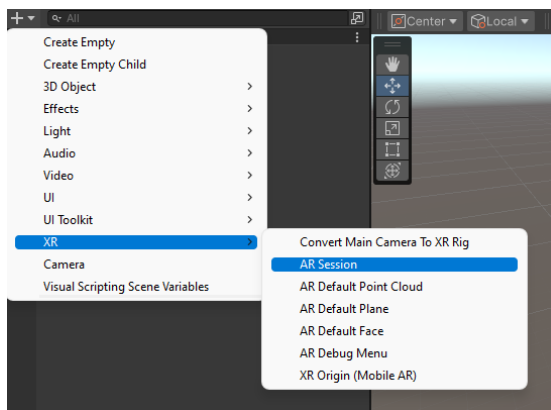 All
Center
Local
Create Empty
Create Empty Child
3D Object
Effects
Light
Audio
Video
UI
UI Toolkit
XR
Camera
Visual Scripting Scene Variables
Convert Main Camera To XR Rig
AR Session
AR Default Point Cloud
AR Default Plane
AR Default Face
AR Debug Menu
XR Origin (Mobile AR)